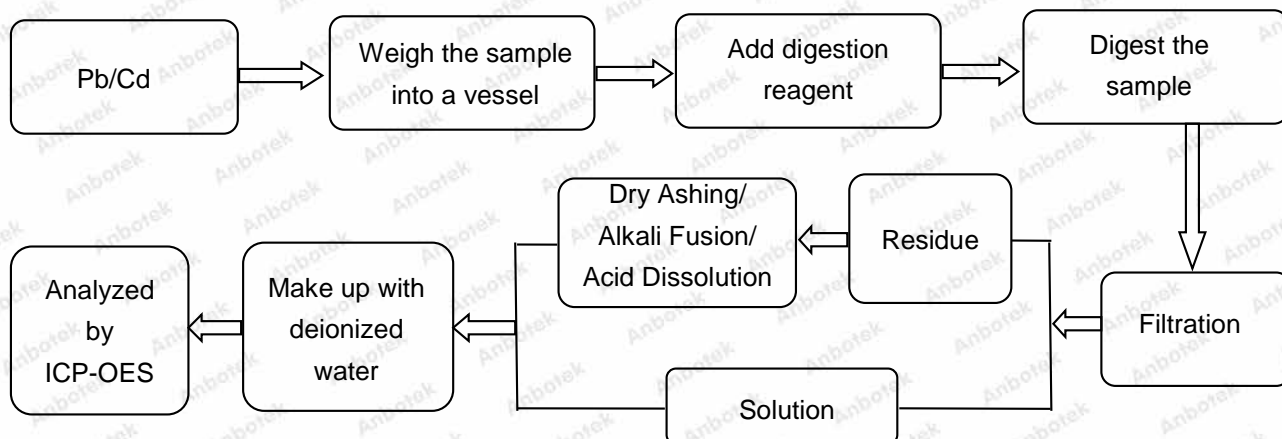 Pb/Cd
Weigh the sample
into a vessel
Add digestion
reagent
Digest the
sample
Filtration
Residue
Dry Ashing/
Alkali Fusion/
Acid Dissolution
Solution
Make up with
deionized
water
Analyzed
by
ICP-OES
Anbotek